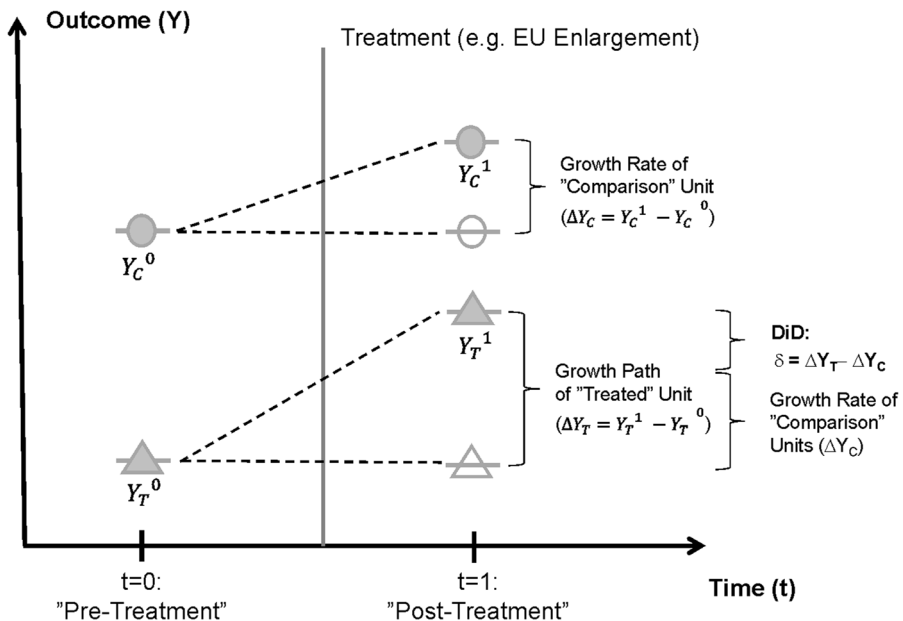 Outcome (Y)
Treatment (e.g. EU Enlargement)
Y_C^1
Growth Rate of
”Comparison” Unit
(ΔY_C = Y_C^1 − Y_C^0)
Y_C^0
Y_T^1
DiD:
δ = ΔY_T− ΔY_C
Growth Path
of ”Treated” Unit
(ΔY_T = Y_T^1 − Y_T^0)
Growth Rate of
”Comparison”
Units (ΔY_C)
Y_T^0
t=0:
”Pre-Treatment”
t=1:
”Post-Treatment”
Time (t)